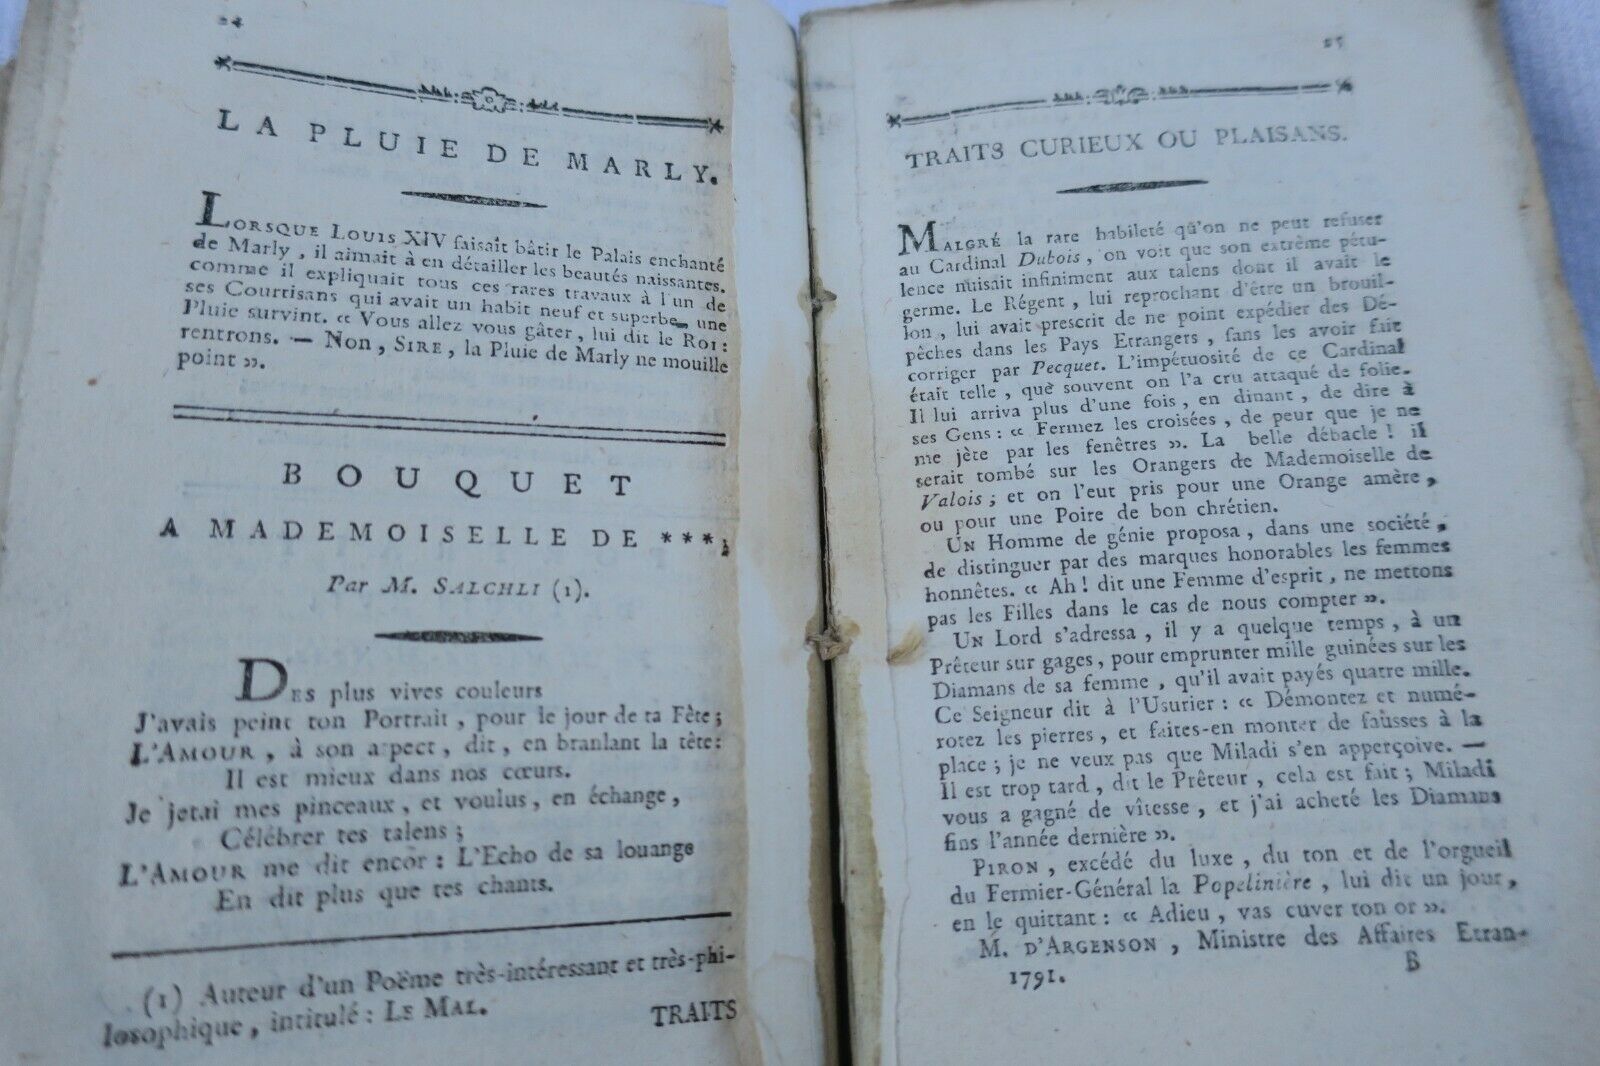 24
LA PLUIE DE MARLY.
LORSQUE LOUIS XIV faisait bâtir le Palais enchanté
de Marly, il aimait à en détailler les beautés naissantes.
comme il expliquait tous ces rares travaux à l'un de
ses Courtisans qui avait un habit neuf et superbe, une
Pluie survint. « Vous allez vous gâter, lui dit le ROI:
rentrons. — Non, SIRE, la Pluie de Marly ne mouille
point ».
BOUQUET
A MADEMOISELLE DE ***,
Par M. SALCHLI (1).
DES plus vives couleurs
J'avais peint ton Portrait, pour le jour de ta Fête;
L'AMOUR, à son aspect, dit, en branlant la tête:
Il est mieux dans nos cœurs.
Je jetai mes pinceaux, et voulus, en échange,
Célébrer tes talens;
L'AMOUR me dit encor: L'Echo de sa louange
En dit plus que tes chants.
(1) Auteur d'un Poëme très-intéressant et très-phi-
losophique, intitulé: LE MAL.
TRAITS
25
TRAITS CURIEUX OU PLAISANS.
MALGRÉ la rare habileté qu'on ne peut refuser
au Cardinal Dubois, on voit que son extrême pétu-
lence nuisait infiniment aux talens dont il avait le
germe. Le Régent, lui reprochant d'être un brouil-
lon, lui avait prescrit de ne point expédier des Dé-
pêches dans les Pays Etrangers, sans les avoir fait
corriger par Pecquet. L'impétuosité de ce Cardinal
était telle, que souvent on l'a cru attaqué de folie.
Il lui arriva plus d'une fois, en dinant, de dire à
ses Gens: « Fermez les croisées, de peur que je ne
me jète par les fenêtres ». La belle débacle! il
serait tombé sur les Orangers de Mademoiselle de
Valois; et on l'eut pris pour une Orange amère,
ou pour une Poire de bon chrétien.
UN Homme de génie proposa, dans une société,
de distinguer par des marques honorables les femmes
honnêtes. « Ah! dit une Femme d'esprit, ne mettons
pas les Filles dans le cas de nous compter ».
UN Lord s'adressa, il y a quelque temps, à un
Prêteur sur gages, pour emprunter mille guinées sur les
Diamans de sa femme, qu'il avait payés quatre mille.
Ce Seigneur dit à l'Usurier: « Démontez et numé-
rotez les pierres, et faites-en monter de fausses à la
place; je ne veux pas que Miladi s'en apperçoive. —
Il est trop tard, dit le Prêteur, cela est fait; Miladi
vous a gagné de vîtesse, et j'ai acheté les Diamans
fins l'année dernière ».
PIRON, excédé du luxe, du ton et de l'orgueil
du Fermier-Général la Popelinière, lui dit un jour,
en le quittant: « Adieu, vas cuver ton or ».
M. D'ARGENSON, Ministre des Affaires Etran-
1791. B